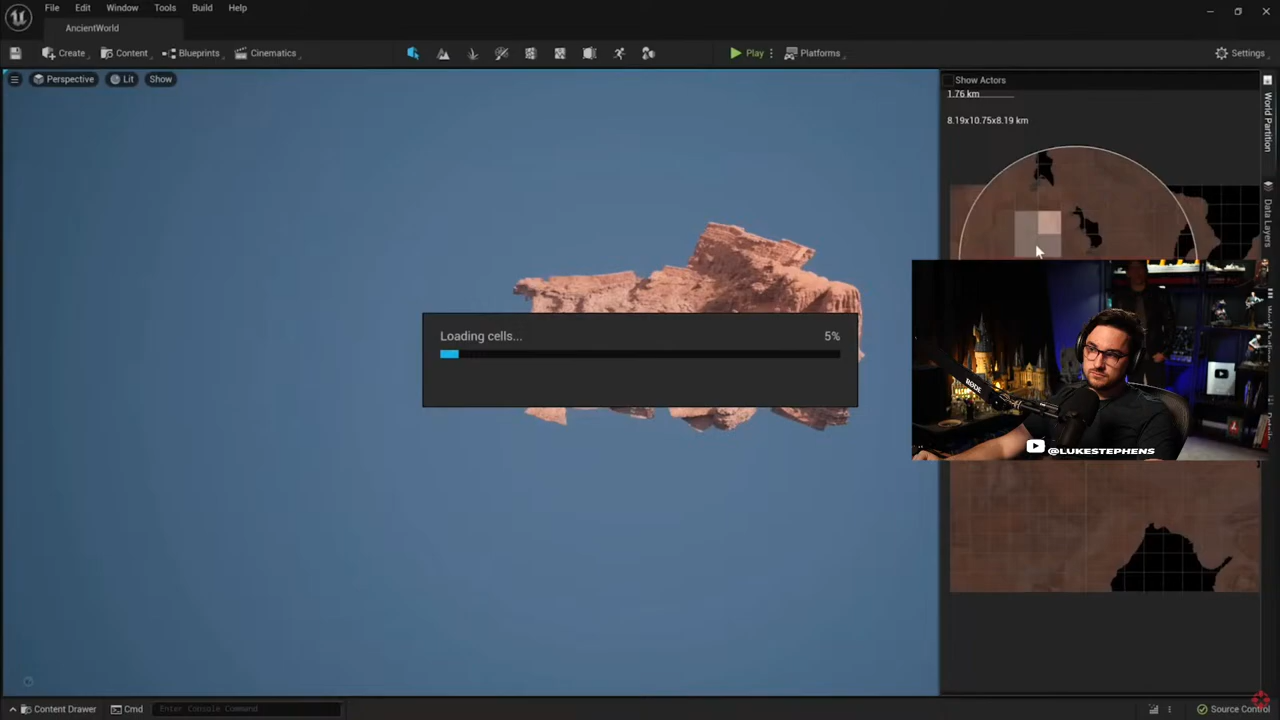 File Edit Window Tools Build Help
AncientWorld
Create Content Blueprints Cinematics Play Platforms Settings
Perspective Lit Show
Show Actors
1.76 km
8.19x10.75x8.19 km
World Partition
Data Layers
Loading cells... 5%
RØDE
@LUKESTEPHENS
Content Drawer Cmd Enter Console Command Source Control